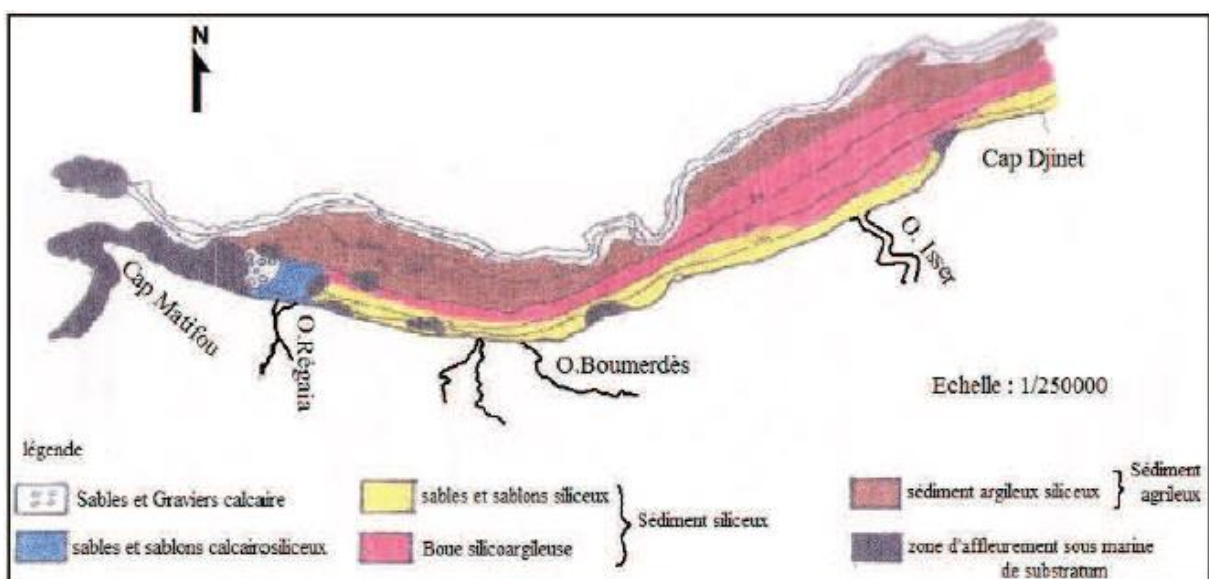 N
Cap Djinet
O. Isser
Cap Matifou
O.Régaia
O.Boumerdès
Echelle : 1/250000
légende
Sables et Graviers calcaire
sables et sablons calcairosiliceux
sables et sablons siliceux
Boue silicoargileuse
Sédiment siliceux
sédiment argileux siliceux
Sédiment
agrileux
zone d'affleurement sous marine
de substratum